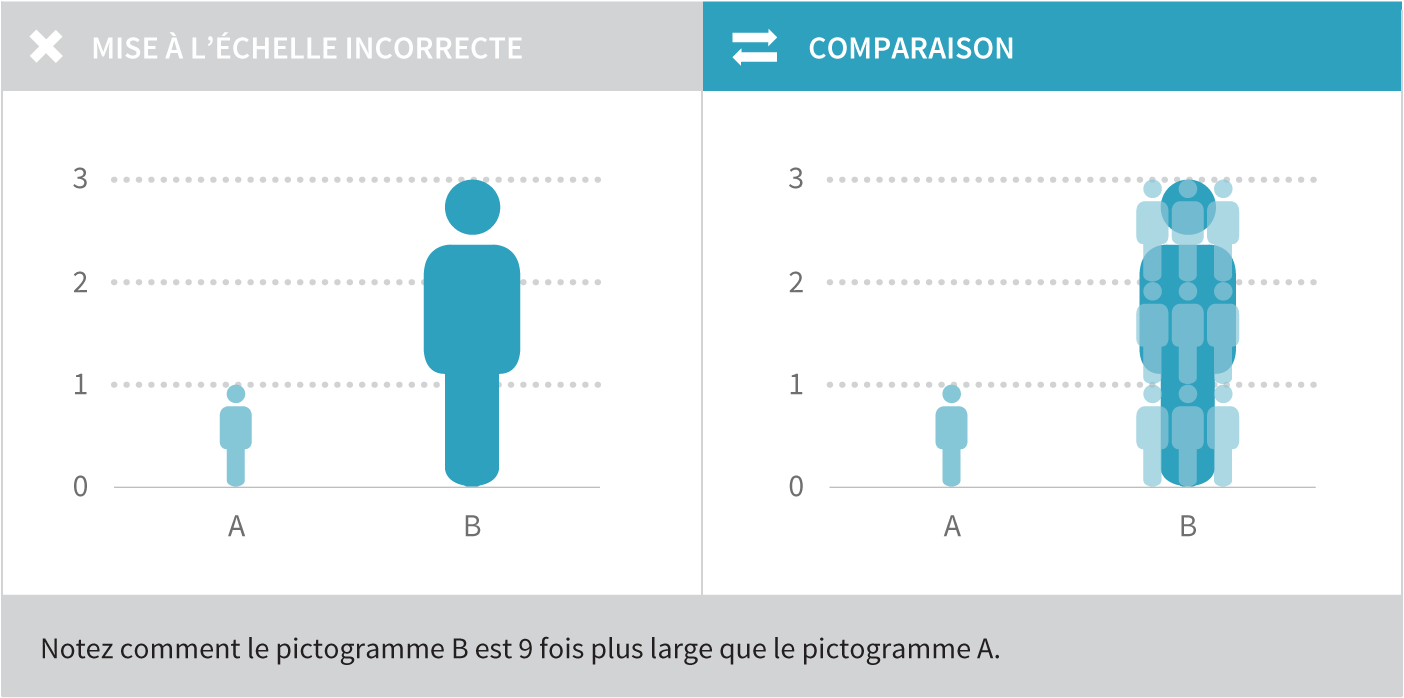 MISE À L’ÉCHELLE INCORRECTE
COMPARAISON
3
2
1
0
A
B
3
2
1
0
A
B
Notez comment le pictogramme B est 9 fois plus large que le pictogramme A.